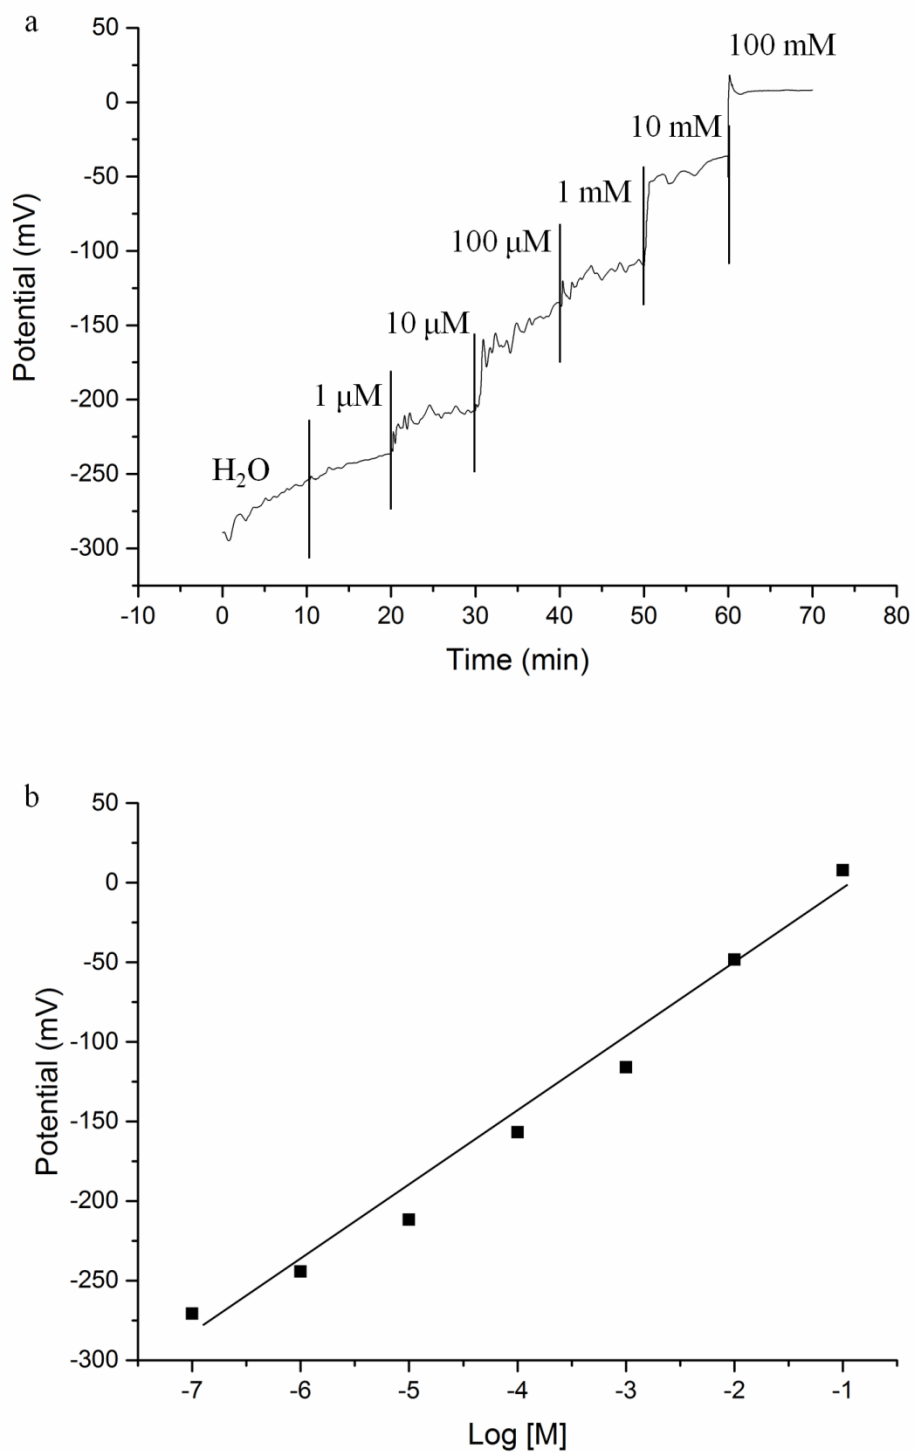 a
50
100 mM
0
10 mM
-50
1 mM
-100
100 μM
-150
10 μM
-200
1 μM
H₂O
-250
-300
Potential (mV)
-10 0 10 20 30 40 50 60 70 80
Time (min)
b
50
0
-50
-100
-150
-200
-250
-300
Potential (mV)
-7 -6 -5 -4 -3 -2 -1
Log [M]